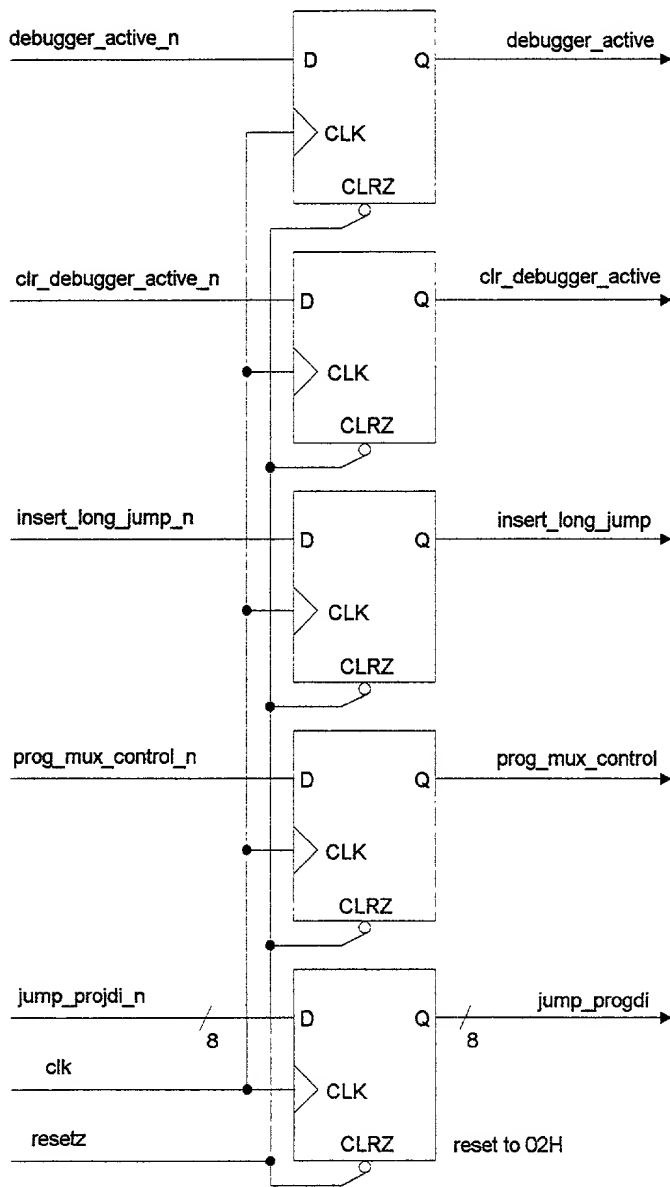 debugger_active_n
debugger_active
D
Q
CLK
CLRZ
clr_debugger_active_n
clr_debugger_active
D
Q
CLK
CLRZ
insert_long_jump_n
insert_long_jump
D
Q
CLK
CLRZ
prog_mux_control_n
prog_mux_control
D
Q
CLK
CLRZ
jump_projdi_n
jump_progdi
8
D
Q
8
clk
CLK
resetz
CLRZ
reset to 02H